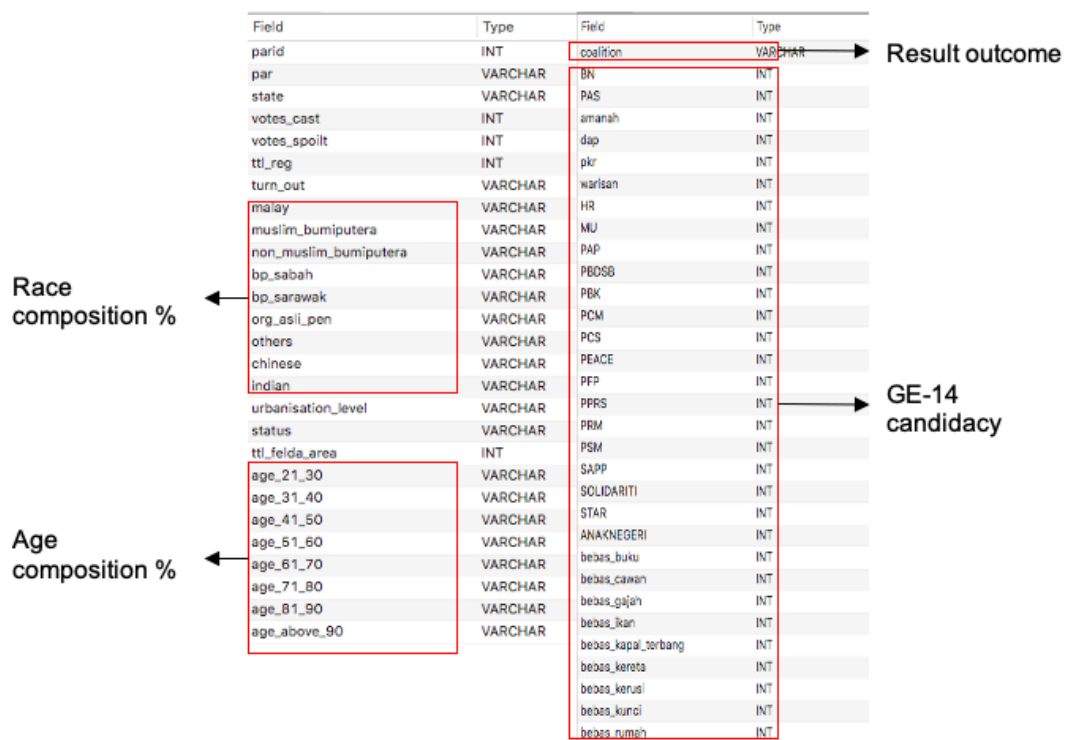 Field Type
parid INT
par VARCHAR
state VARCHAR
votes_cast INT
votes_spoilt INT
ttl_reg INT
turn_out VARCHAR
malay VARCHAR
muslim_bumiputera VARCHAR
non_muslim_bumiputera VARCHAR
bp_sabah VARCHAR
bp_sarawak VARCHAR
org_asli_pen VARCHAR
others VARCHAR
chinese VARCHAR
indian VARCHAR
urbanisation_level VARCHAR
status VARCHAR
ttl_felda_area INT
age_21_30 VARCHAR
age_31_40 VARCHAR
age_41_50 VARCHAR
age_51_60 VARCHAR
age_61_70 VARCHAR
age_71_80 VARCHAR
age_81_90 VARCHAR
age_above_90 VARCHAR
Race
composition %
Age
composition %
Field Type
coalition VARCHAR
BN INT
PAS INT
amanah INT
dap INT
pkr INT
warisan INT
HR INT
MU INT
PAP INT
PBDSB INT
PBK INT
PCM INT
PCS INT
PEACE INT
PFP INT
PPRS INT
PRM INT
PSM INT
SAPP INT
SOLIDARITI INT
STAR INT
ANAKNEGERI INT
bebas_buku INT
bebas_cawan INT
bebas_gajah INT
bebas_ikan INT
bebas_kapal_terbang INT
bebas_kereta INT
bebas_kerusi INT
bebas_kunci INT
bebas_rumah INT
Result outcome
GE-14
candidacy